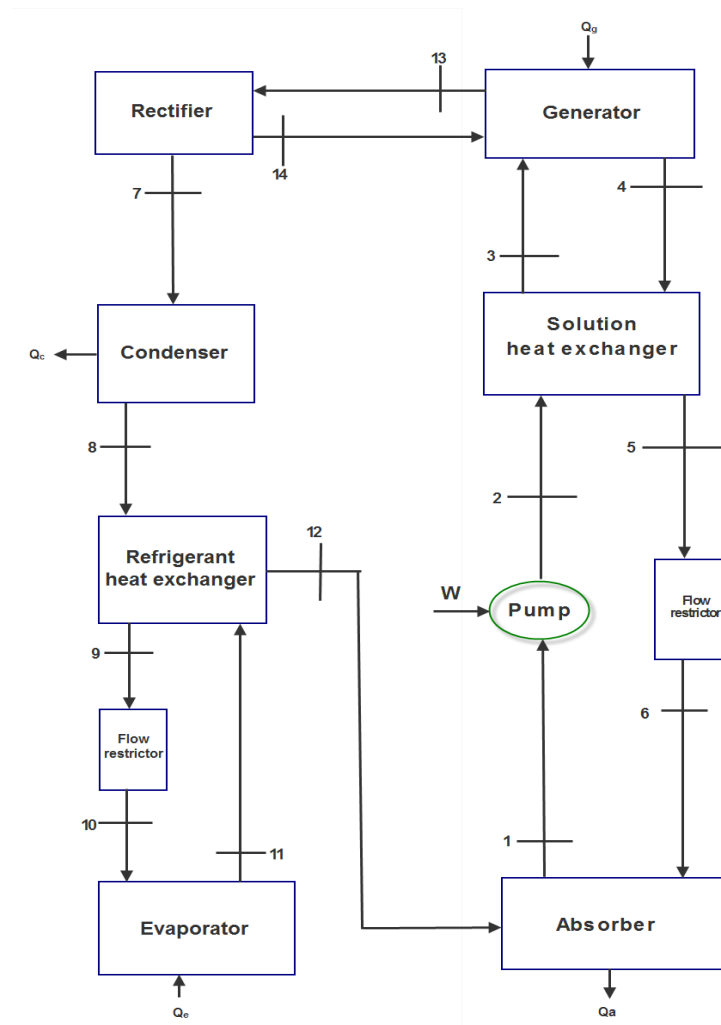 Qg
13
Rectifier
Generator
14
7
4
3
Solution
heat exchanger
Condenser
Qc
8
5
2
12
Refrigerant
heat exchanger
W
Pump
Flow
restrictor
9
6
Flow
restrictor
10
11
1
Evaporator
Absorber
Qe
Qa